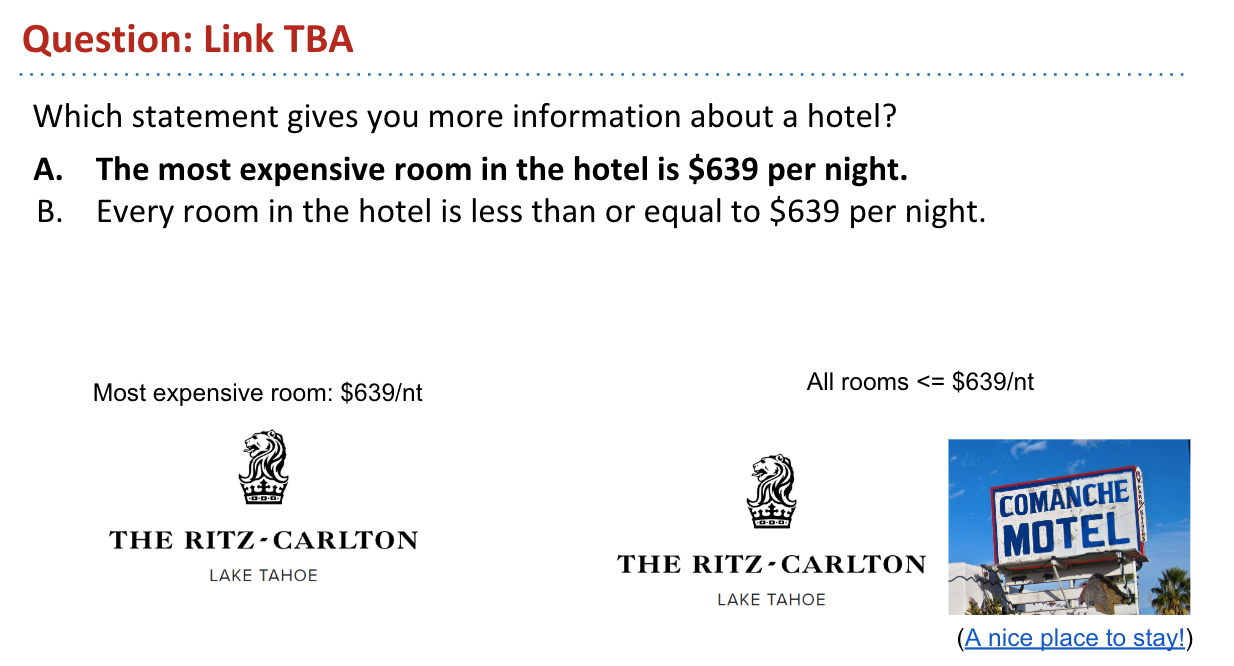 Question: Link TBA
Which statement gives you more information about a hotel?
A. The most expensive room in the hotel is $639 per night.
B. Every room in the hotel is less than or equal to $639 per night.
Most expensive room: $639/nt
All rooms <= $639/nt
THE RITZ-CARLTON
LAKE TAHOE
THE RITZ-CARLTON
LAKE TAHOE
COMANCHE
MOTEL
(A nice place to stay!)